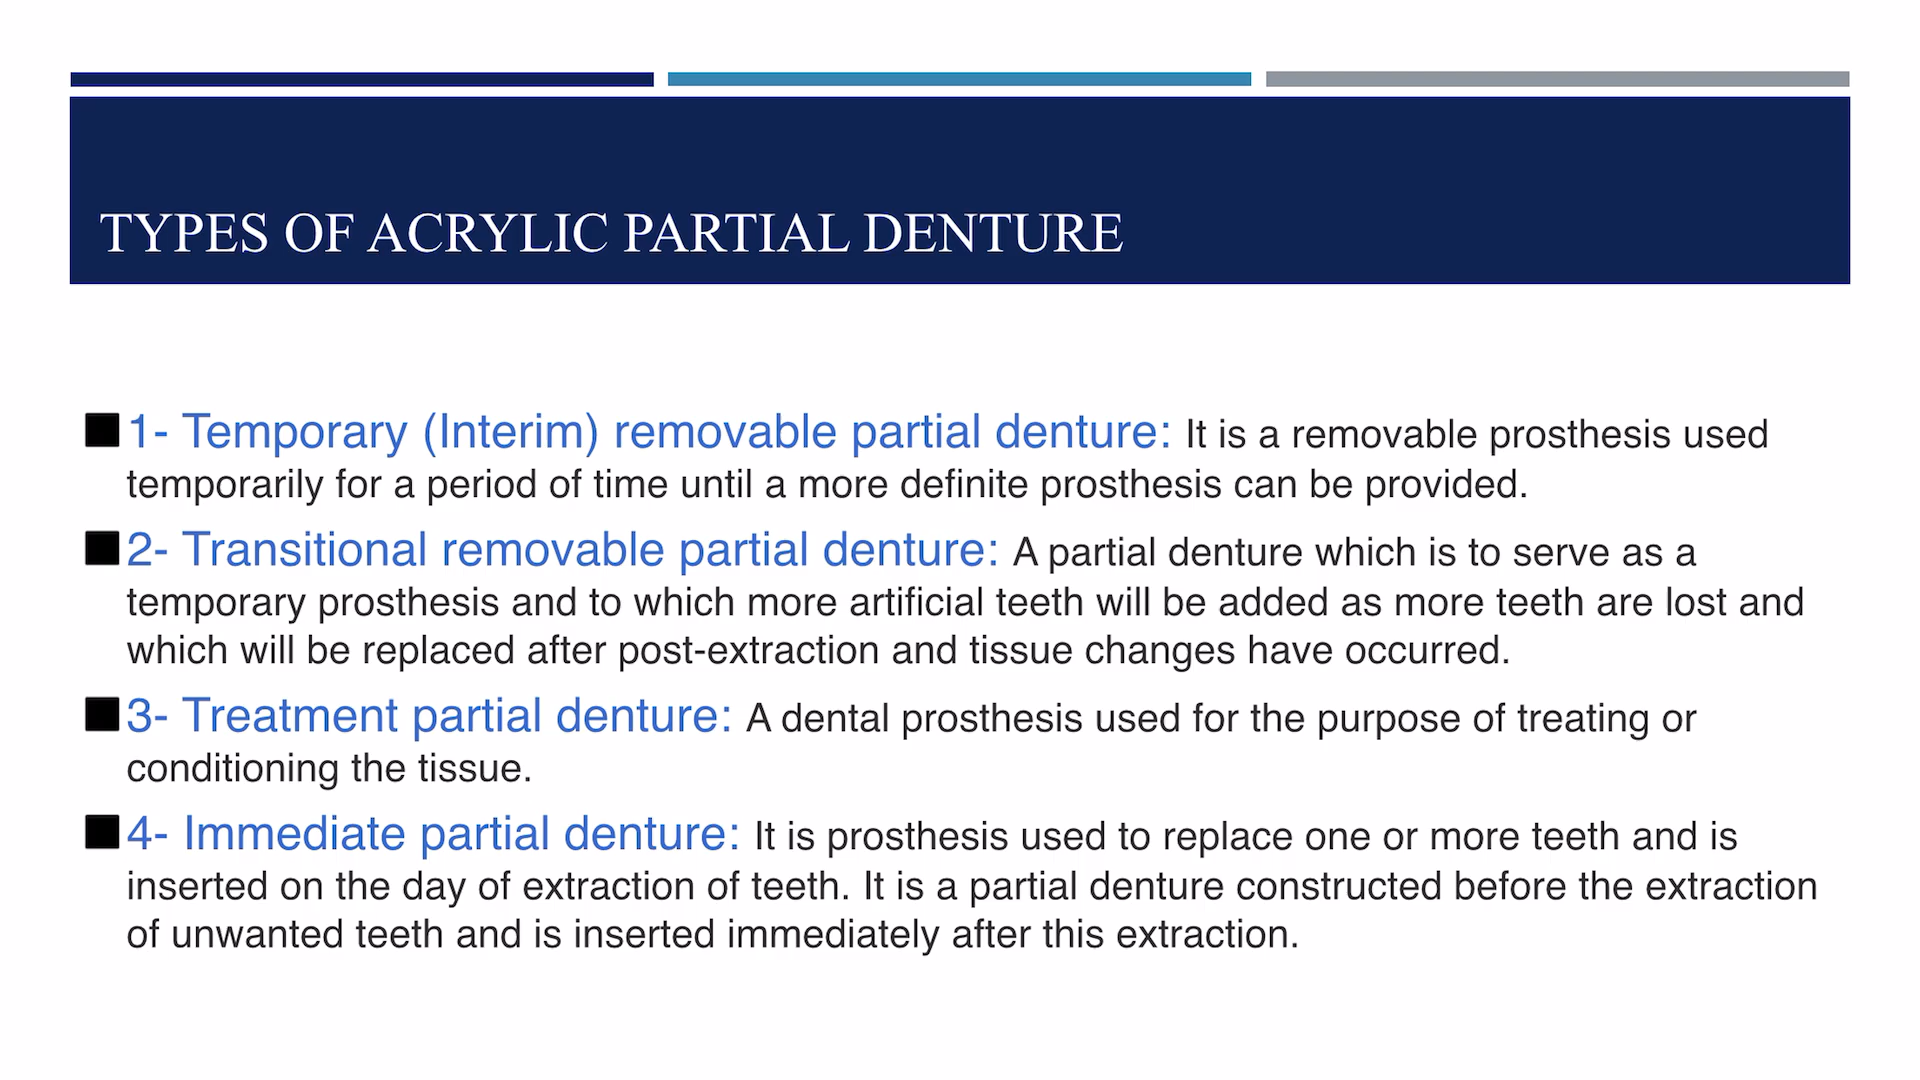 TYPES OF ACRYLIC PARTIAL DENTURE
1- Temporary (Interim) removable partial denture: It is a removable prosthesis used
temporarily for a period of time until a more definite prosthesis can be provided.
2- Transitional removable partial denture: A partial denture which is to serve as a
temporary prosthesis and to which more artificial teeth will be added as more teeth are lost and
which will be replaced after post-extraction and tissue changes have occurred.
3- Treatment partial denture: A dental prosthesis used for the purpose of treating or
conditioning the tissue.
4- Immediate partial denture: It is prosthesis used to replace one or more teeth and is
inserted on the day of extraction of teeth. It is a partial denture constructed before the extraction
of unwanted teeth and is inserted immediately after this extraction.